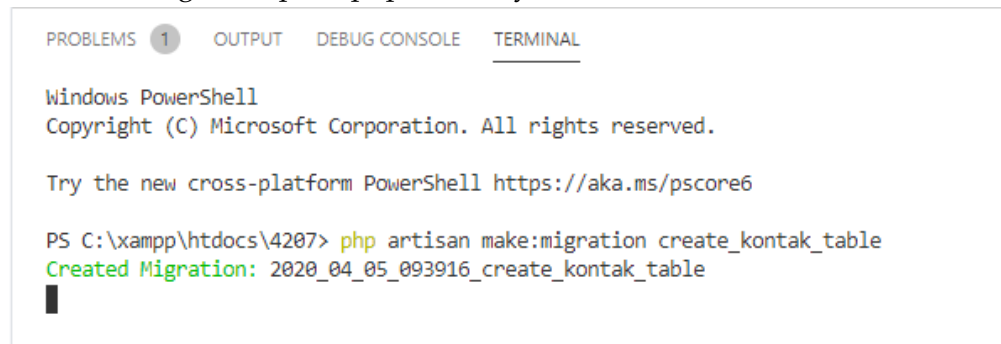 PROBLEMS 1 OUTPUT DEBUG CONSOLE TERMINAL
Windows PowerShell
Copyright (C) Microsoft Corporation. All rights reserved.
Try the new cross-platform PowerShell https://aka.ms/pscore6
PS C:\xampp\htdocs\4207> php artisan make:migration create_kontak_table
Created Migration: 2020_04_05_093916_create_kontak_table